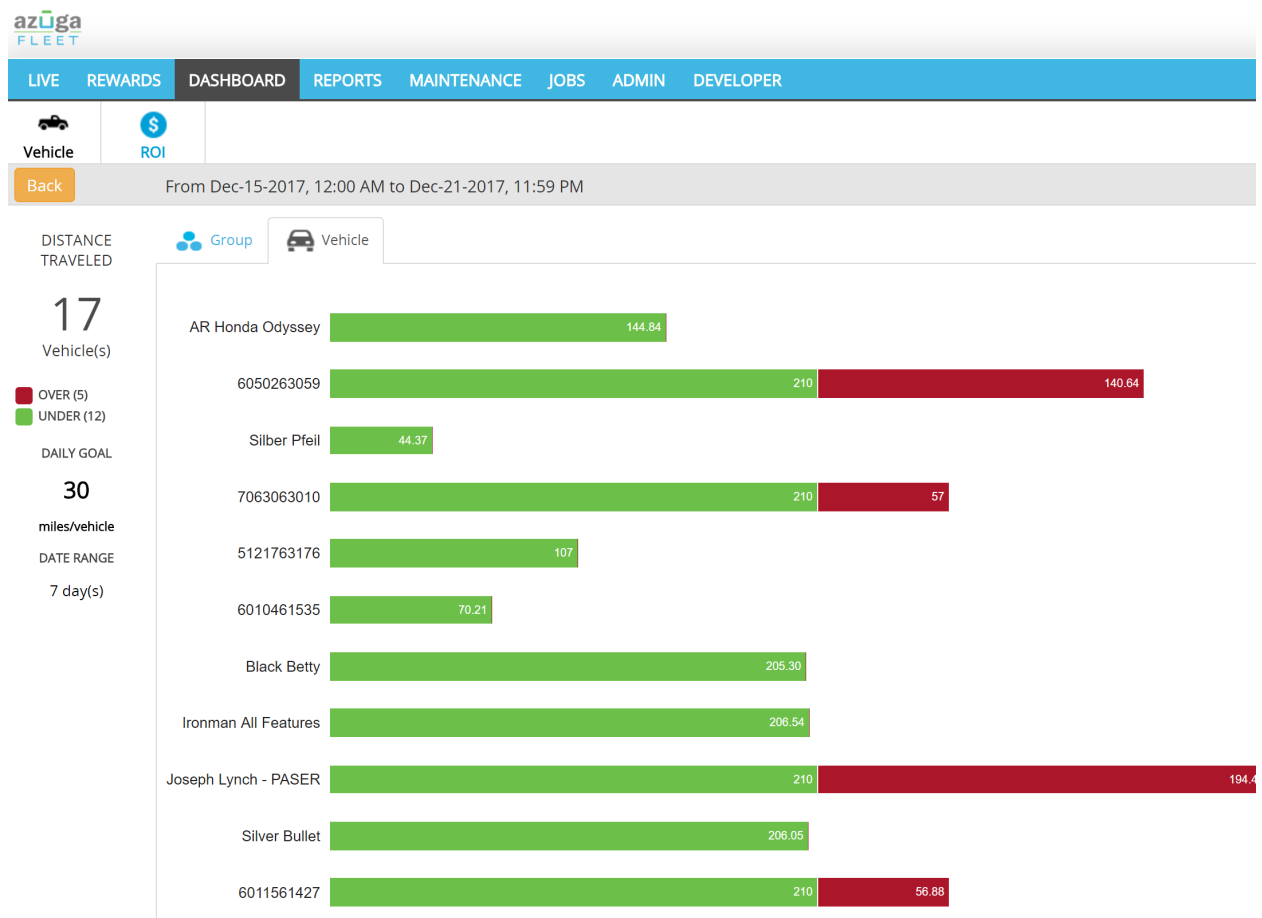 azūga
FLEET
LIVE REWARDS DASHBOARD REPORTS MAINTENANCE JOBS ADMIN DEVELOPER
Vehicle ROI
Back From Dec-15-2017, 12:00 AM to Dec-21-2017, 11:59 PM
DISTANCE
TRAVELED
17
Vehicle(s)
OVER (5)
UNDER (12)
DAILY GOAL
30
miles/vehicle
DATE RANGE
7 day(s)
Group Vehicle
AR Honda Odyssey 144.84
6050263059 210 140.64
Silber Pfeil 44.37
7063063010 210 57
5121763176 107
6010461535 70.21
Black Betty 205.30
Ironman All Features 206.54
Joseph Lynch - PASER 210 194.4
Silver Bullet 206.05
6011561427 210 56.88